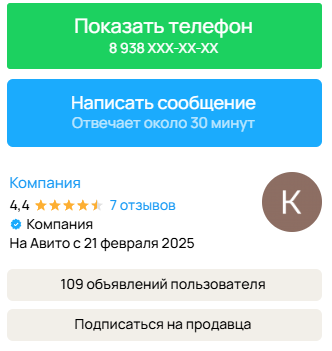 Показать телефон
8 938 XXX-XX-XX
Написать сообщение
Отвечает около 30 минут
Компания
4,4 7 отзывов
Компания
На Авито с 21 февраля 2025
К
109 объявлений пользователя
Подписаться на продавца